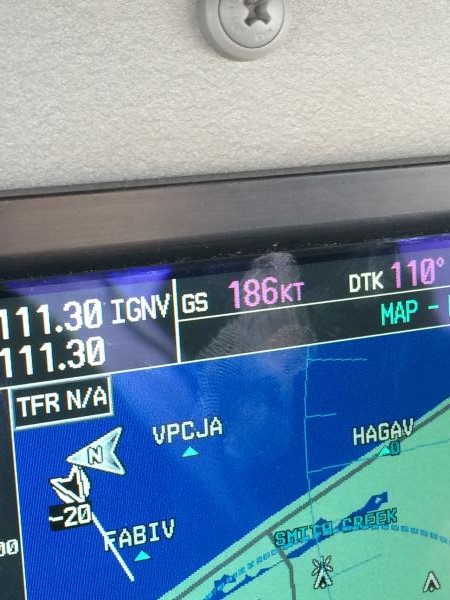 111.30 IGNV GS 186KT DTK 110°
111.30 MAP -
TFR N/A
VPCJA HAGAV
N
-20
FABIV SMITH CREEK